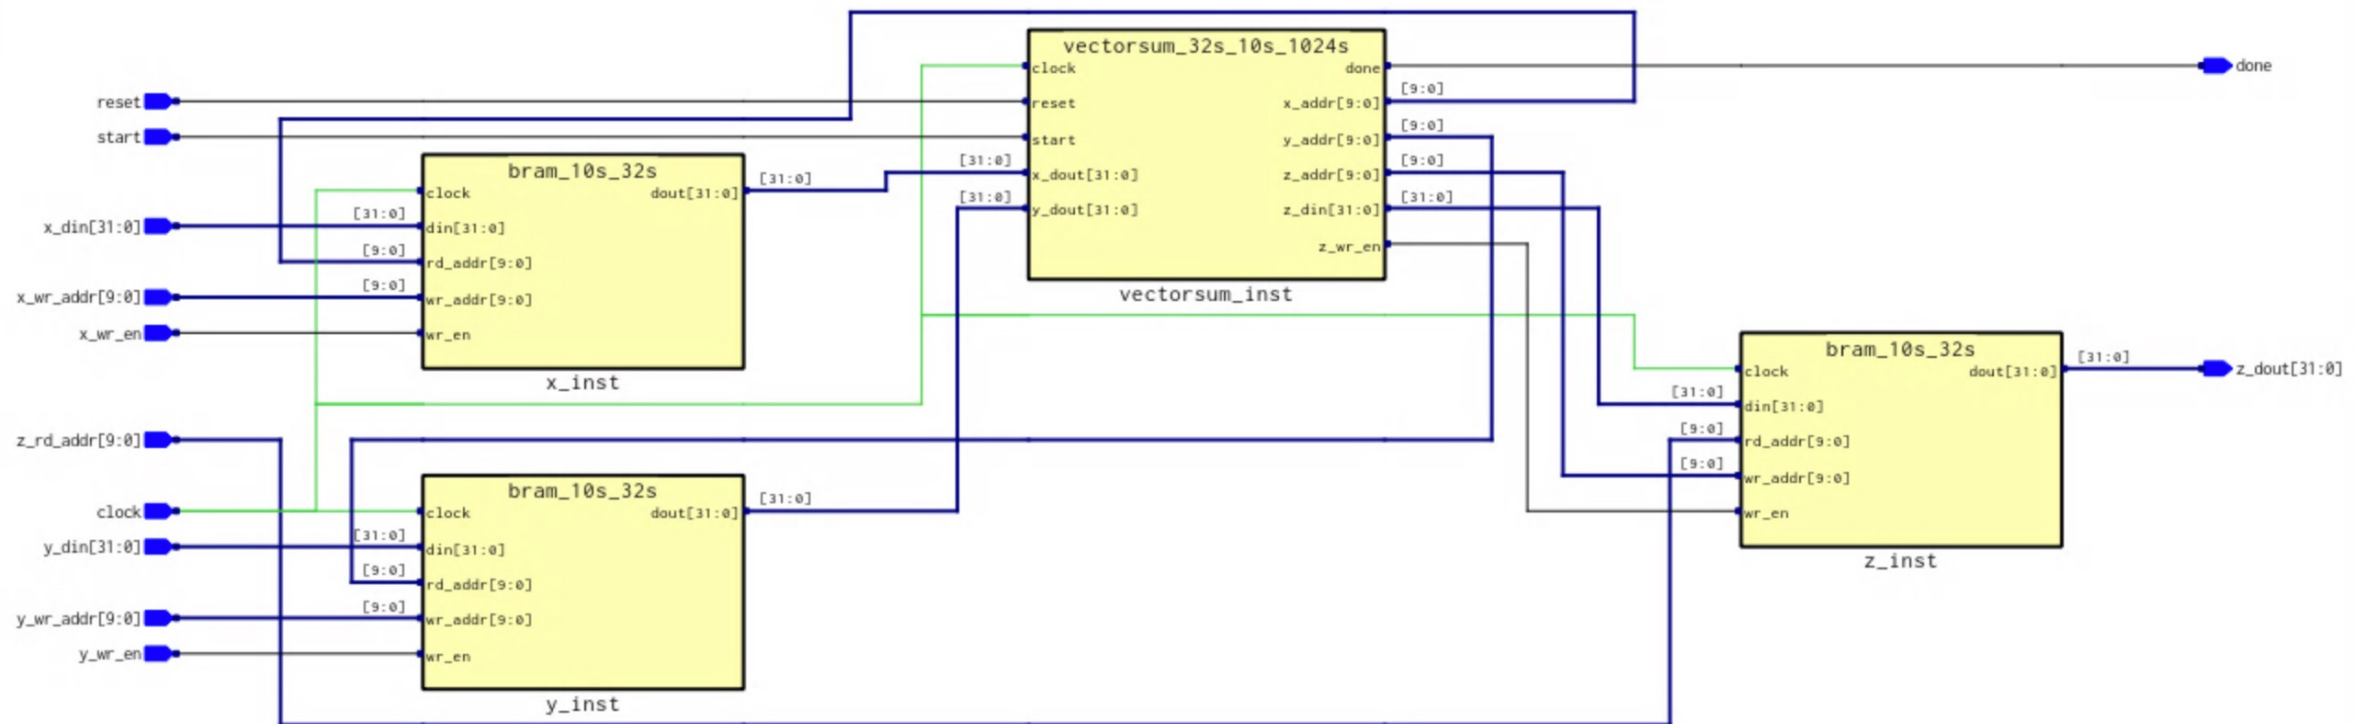 vectorsum_32s_10s_1024s
clock
done
done
[9:0]
reset
reset
x_addr[9:0]
[9:0]
start
start
y_addr[9:0]
[31:0]
[9:0]
x_dout[31:0]
z_addr[9:0]
[31:0]
[31:0]
y_dout[31:0]
z_din[31:0]
z_wr_en
vectorsum_inst
bram_10s_32s
clock
dout[31:0]
[31:0]
[31:0]
x_din[31:0]
din[31:0]
[9:0]
rd_addr[9:0]
[9:0]
x_wr_addr[9:0]
wr_addr[9:0]
x_wr_en
wr_en
x_inst
bram_10s_32s
clock
dout[31:0]
[31:0]
z_dout[31:0]
[31:0]
din[31:0]
[9:0]
z_rd_addr[9:0]
rd_addr[9:0]
[9:0]
wr_addr[9:0]
wr_en
z_inst
bram_10s_32s
clock
clock
dout[31:0]
[31:0]
[31:0]
y_din[31:0]
din[31:0]
[9:0]
rd_addr[9:0]
[9:0]
y_wr_addr[9:0]
wr_addr[9:0]
y_wr_en
wr_en
y_inst